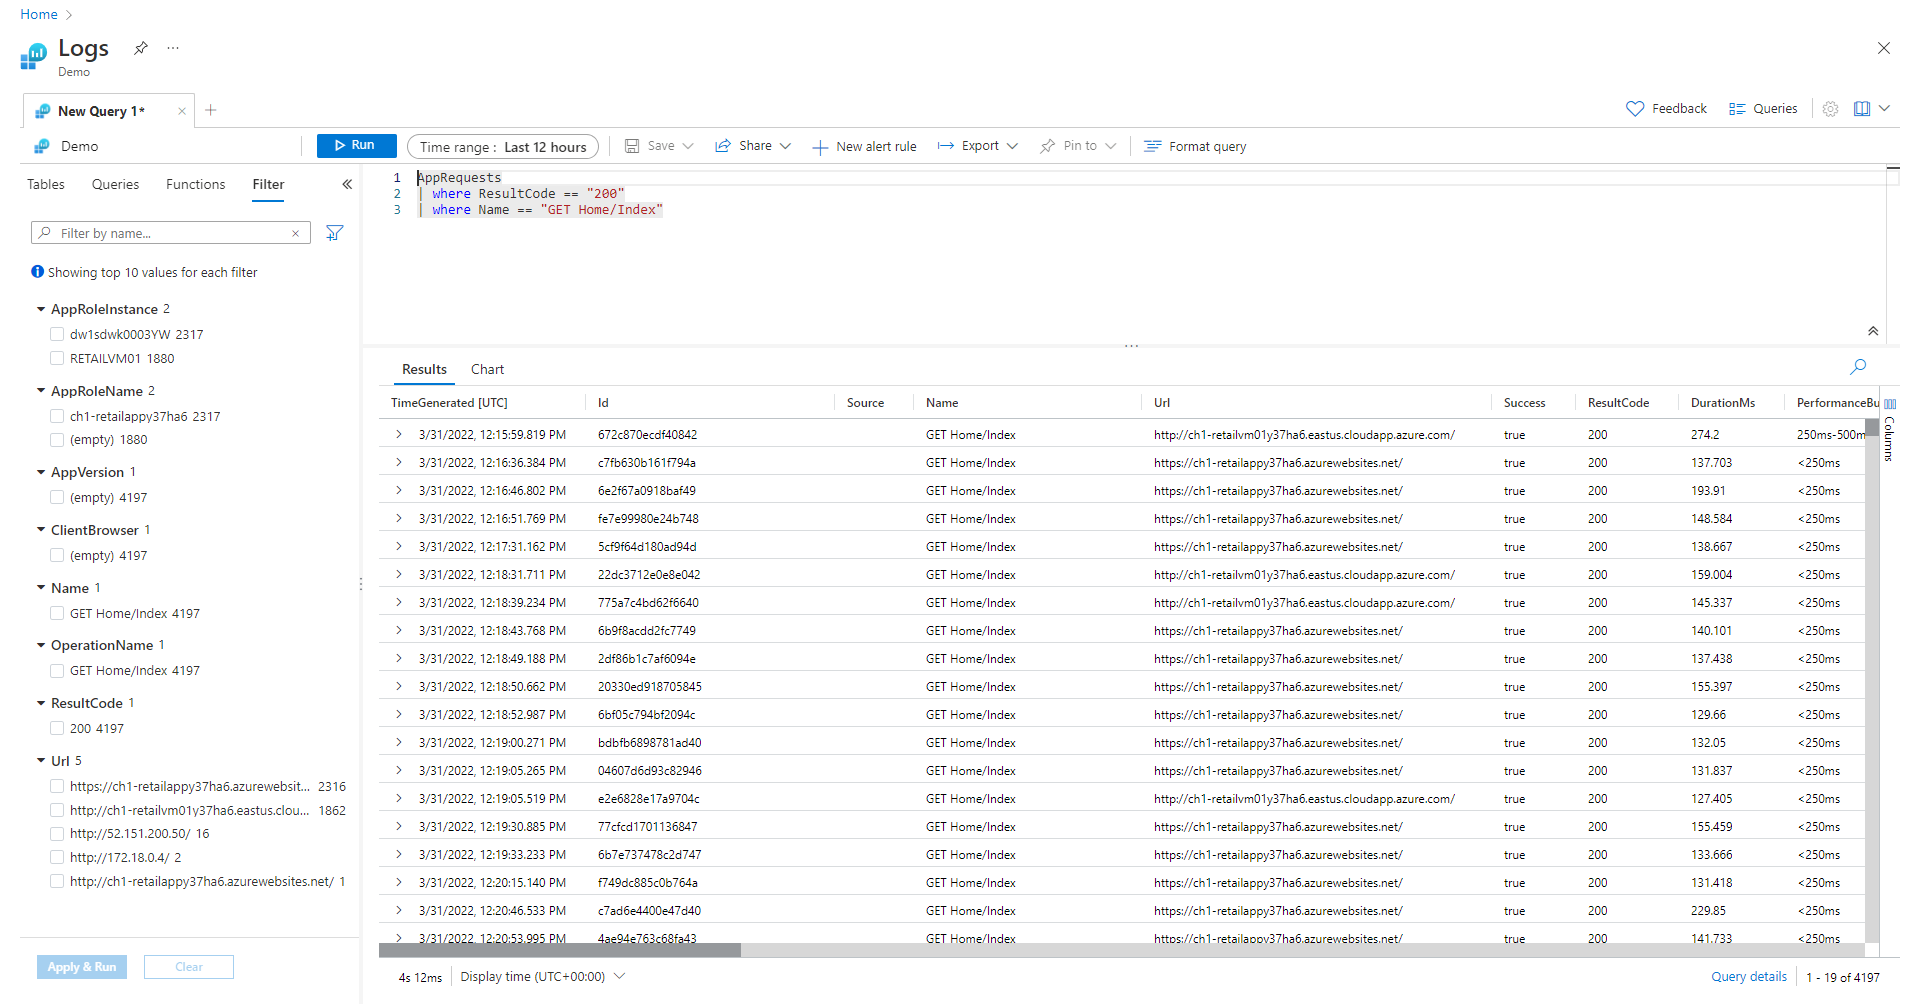 Home
Logs
Demo
New Query 1*
Feedback
Queries
Demo
Run
Time range : Last 12 hours
Save
Share
New alert rule
Export
Pin to
Format query
Tables
Queries
Functions
Filter
Filter by name...
Showing top 10 values for each filter
AppRoleInstance 2
dw1sdwk0003YW 2317
RETAILVM01 1880
AppRoleName 2
ch1-retailappy37ha6 2317
(empty) 1880
AppVersion 1
(empty) 4197
ClientBrowser 1
(empty) 4197
Name 1
GET Home/Index 4197
OperationName 1
GET Home/Index 4197
ResultCode 1
200 4197
Url 5
https://ch1-retailappy37ha6.azurewebsit... 2316
http://ch1-retailvm01y37ha6.eastus.clou... 1862
http://52.151.200.50/ 16
http://172.18.0.4/ 2
http://ch1-retailappy37ha6.azurewebsites.net/ 1
Apply & Run
Clear
1 AppRequests
2 | where ResultCode == "200"
3 | where Name == "GET Home/Index"
Results
Chart
TimeGenerated [UTC] Id Source Name Url Success ResultCode DurationMs PerformanceBu
3/31/2022, 12:15:59.819 PM 672c870ecdf40842 GET Home/Index http://ch1-retailvm01y37ha6.eastus.cloudapp.azure.com/ true 200 274.2 250ms-500m
3/31/2022, 12:16:36.384 PM c7fb630b161f794a GET Home/Index https://ch1-retailappy37ha6.azurewebsites.net/ true 200 137.703 <250ms
3/31/2022, 12:16:46.802 PM 6e2f67a0918baf49 GET Home/Index https://ch1-retailappy37ha6.azurewebsites.net/ true 200 193.91 <250ms
3/31/2022, 12:16:51.769 PM fe7e99980e24b748 GET Home/Index https://ch1-retailappy37ha6.azurewebsites.net/ true 200 148.584 <250ms
3/31/2022, 12:17:31.162 PM 5cf9f64d180ad94d GET Home/Index https://ch1-retailappy37ha6.azurewebsites.net/ true 200 138.667 <250ms
3/31/2022, 12:18:31.711 PM 22dc3712e0e8e042 GET Home/Index http://ch1-retailvm01y37ha6.eastus.cloudapp.azure.com/ true 200 159.004 <250ms
3/31/2022, 12:18:39.234 PM 775a7c4bd62f6640 GET Home/Index http://ch1-retailvm01y37ha6.eastus.cloudapp.azure.com/ true 200 145.337 <250ms
3/31/2022, 12:18:43.768 PM 6b9f8acdd2fc7749 GET Home/Index https://ch1-retailappy37ha6.azurewebsites.net/ true 200 140.101 <250ms
3/31/2022, 12:18:49.188 PM 2df86b1c7af6094e GET Home/Index https://ch1-retailappy37ha6.azurewebsites.net/ true 200 137.438 <250ms
3/31/2022, 12:18:50.662 PM 20330ed918705845 GET Home/Index https://ch1-retailappy37ha6.azurewebsites.net/ true 200 155.397 <250ms
3/31/2022, 12:18:52.987 PM 6bf05c794bf2094c GET Home/Index https://ch1-retailappy37ha6.azurewebsites.net/ true 200 129.66 <250ms
3/31/2022, 12:19:00.271 PM bdbfb6898781ad40 GET Home/Index https://ch1-retailappy37ha6.azurewebsites.net/ true 200 132.05 <250ms
3/31/2022, 12:19:05.265 PM 04607d6d93c82946 GET Home/Index https://ch1-retailappy37ha6.azurewebsites.net/ true 200 131.837 <250ms
3/31/2022, 12:19:05.519 PM e2e6828e17a9704c GET Home/Index http://ch1-retailvm01y37ha6.eastus.cloudapp.azure.com/ true 200 127.405 <250ms
3/31/2022, 12:19:30.885 PM 77cfcd1701136847 GET Home/Index https://ch1-retailappy37ha6.azurewebsites.net/ true 200 155.459 <250ms
3/31/2022, 12:19:33.233 PM 6b7e737478c2d747 GET Home/Index https://ch1-retailappy37ha6.azurewebsites.net/ true 200 133.666 <250ms
3/31/2022, 12:20:15.140 PM f749dc885c0b764a GET Home/Index https://ch1-retailappy37ha6.azurewebsites.net/ true 200 131.418 <250ms
3/31/2022, 12:20:46.533 PM c7ad6e4400e47d40 GET Home/Index https://ch1-retailappy37ha6.azurewebsites.net/ true 200 229.85 <250ms
3/31/2022, 12:20:53.995 PM 4ae94e763c68fa43 GET Home/Index https://ch1-retailappy37ha6.azurewebsites.net/ true 200 141.733 <250ms
Columns
4s 12ms
Display time (UTC+00:00)
Query details
1 - 19 of 4197